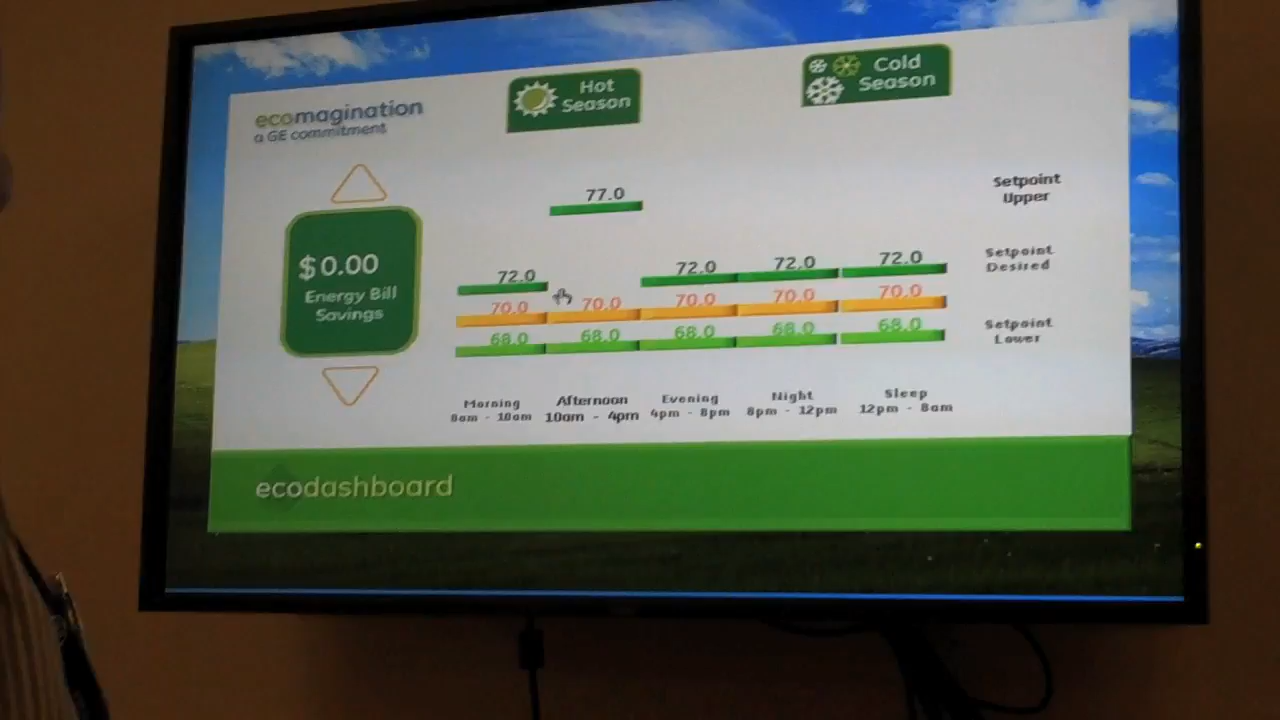 ecomagination
a GE commitment
Hot
Season
Cold
Season
$0.00
Energy Bill
Savings
77.0
72.0
72.0
72.0
72.0
70.0
70.0
70.0
70.0
70.0
68.0
68.0
68.0
68.0
68.0
Setpoint
Upper
Setpoint
Desired
Setpoint
Lower
Morning
8am - 10am
Afternoon
10am - 4pm
Evening
4pm - 8pm
Night
8pm - 12pm
Sleep
12pm - 8am
ecodashboard